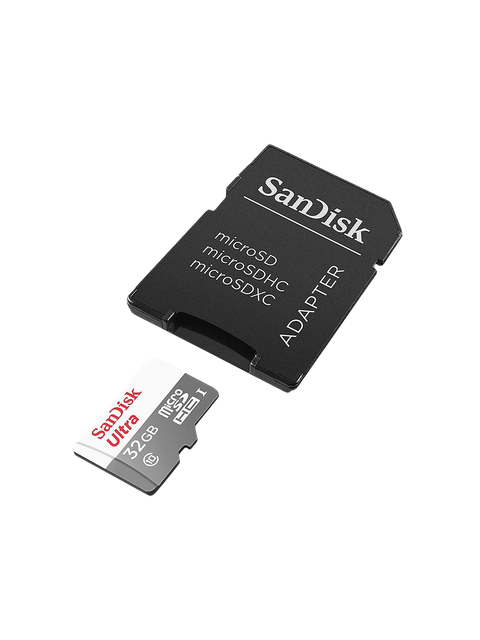 SanDisk
microSD
microSDHC
microSDXC
ADAPTER
SanDisk
Ultra
32GB
micro
SD
HC I
10